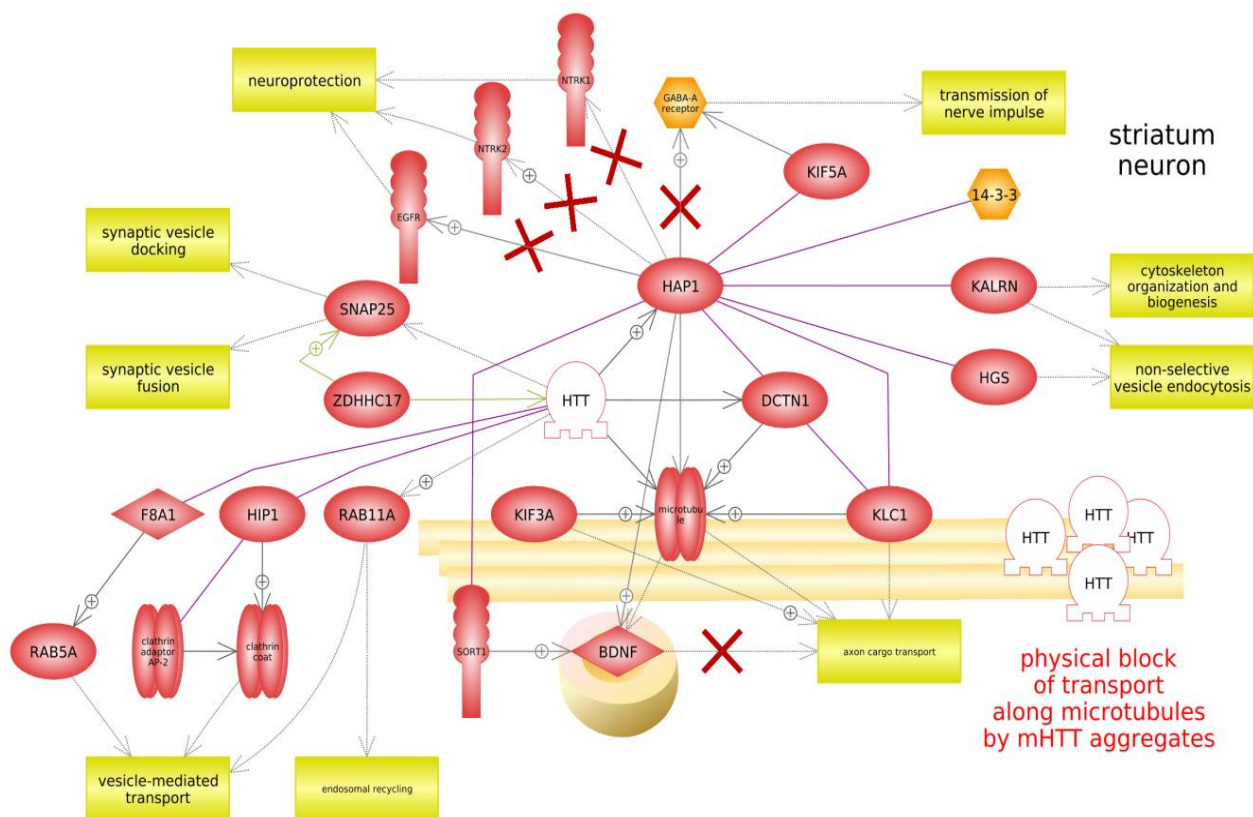 neuroprotection
NTRK1
NTRK2
EGFR
GABA-A
receptor
transmission of
nerve impulse
striatum
neuron
KIF5A
14-3-3
synaptic vesicle
docking
SNAP25
HAP1
KALRN
cytoskeleton
organization and
biogenesis
synaptic vesicle
fusion
ZDHHC17
HTT
DCTN1
HGS
non-selective
vesicle endocytosis
F8A1
HIP1
RAB11A
KIF3A
microtubu
le
KLC1
HTT
HTT
HTT
HTT
RAB5A
clathrin
adaptor
AP-2
clathrin
coat
SORT1
BDNF
axon cargo transport
physical block
of transport
along microtubules
by mHTT aggregates
vesicle-mediated
transport
endosomal recycling